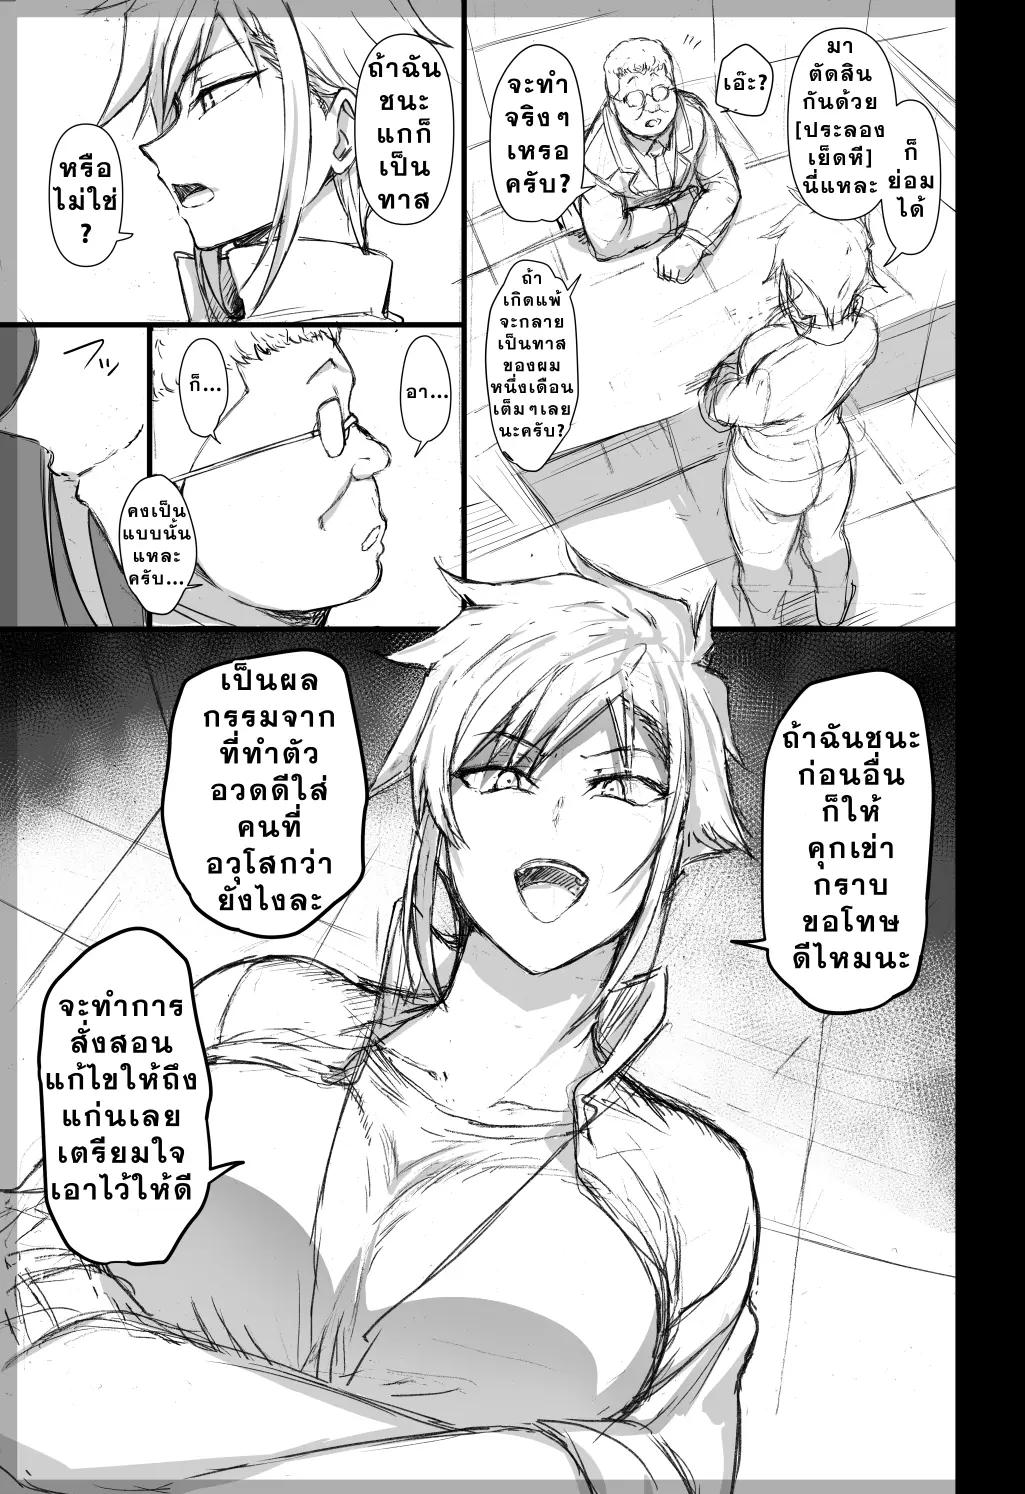 ก็
ย่อม
ได้
มา
ตัดสิน
กันด้วย
[ประลอง
เย็ดที]
นี่แหละ
เอ๊ะ?
จะทำ
จริงๆ
เหรอ
ครับ?
ถ้า
เกิดแพ้
จะกลาย
เป็นทาส
ของผม
หนึ่งเดือน
เต็มๆเลย
นะครับ?
ถ้าฉัน
ชนะ
แกก็
เป็น
ทาส
หรือ
ไม่ใช่
?
อา...
ก็...
คงเป็น
แบบนั้น
แหละ
ครับ...
ถ้าฉันชนะ
ก่อนอื่น
ก็ให้
คุกเข่า
กราบ
ขอโทษ
ดีไหมนะ
เป็นผล
กรรมจาก
ที่ทำตัว
อวดดีใส่
คนที่
อวุโสกว่า
ยังไงละ
จะทำการ
สั่งสอน
แก้ไขให้ถึง
แก่นเลย
เตรียมใจ
เอาไว้ให้ดี